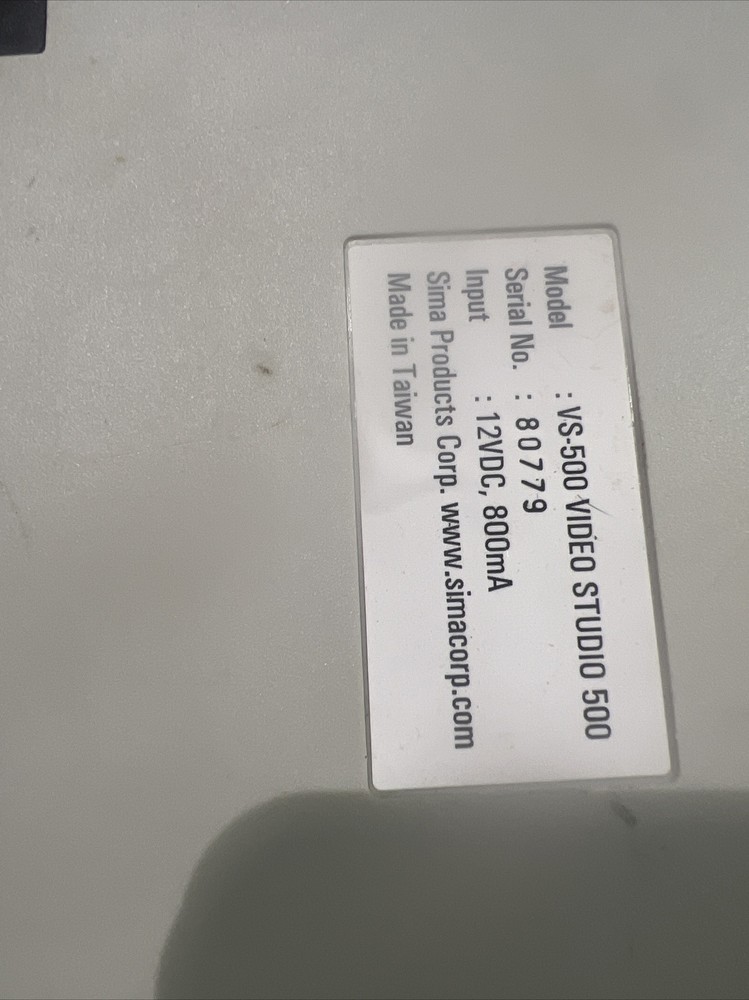 Model : VS-500 VIDEO STUDIO 500
Serial No. : 80779
Input : 12VDC, 800mA
Sima Products Corp. www.simacorp.com
Made in Taiwan